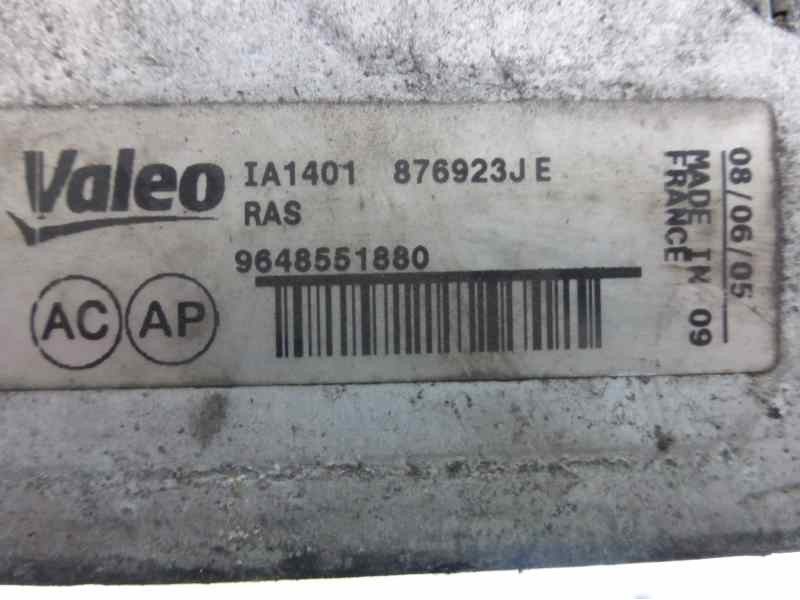 Valeo
IA1401 876923J E
RAS
9648551880
AC AP
08/06/05
MADE IN 09
FRANCE